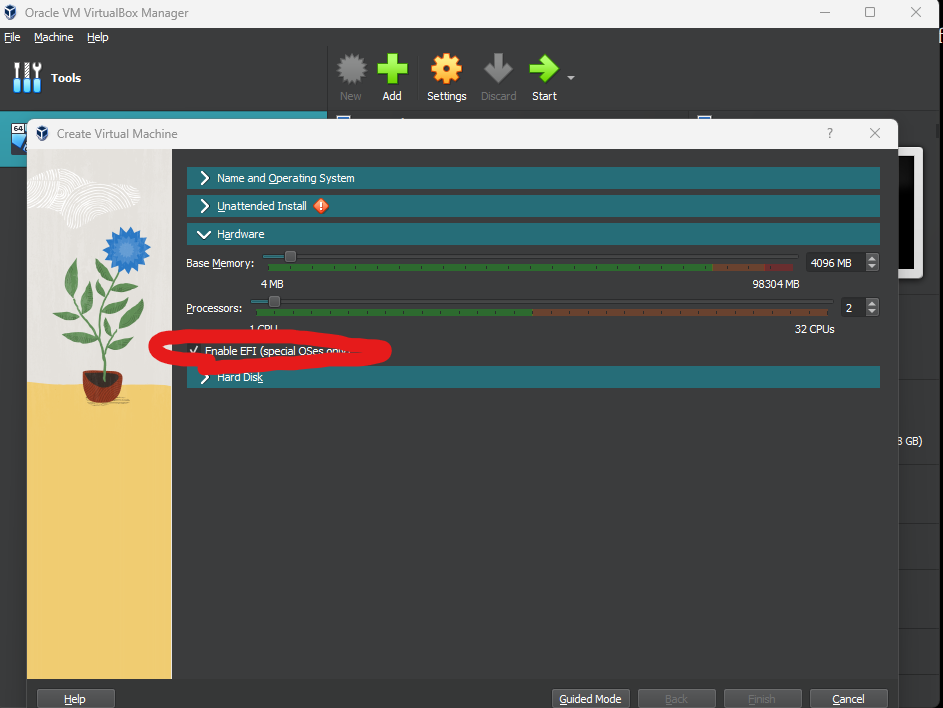 Oracle VM VirtualBox Manager
File Machine Help
Tools
New Add Settings Discard Start
64
Create Virtual Machine ?
Name and Operating System
Unattended Install
Hardware
Base Memory: 4096 MB
4 MB 98304 MB
Processors: 2
1 CPU 32 CPUs
Enable EFI (special OSes only)
Hard Disk
8 GB)
Help Guided Mode Back Finish Cancel